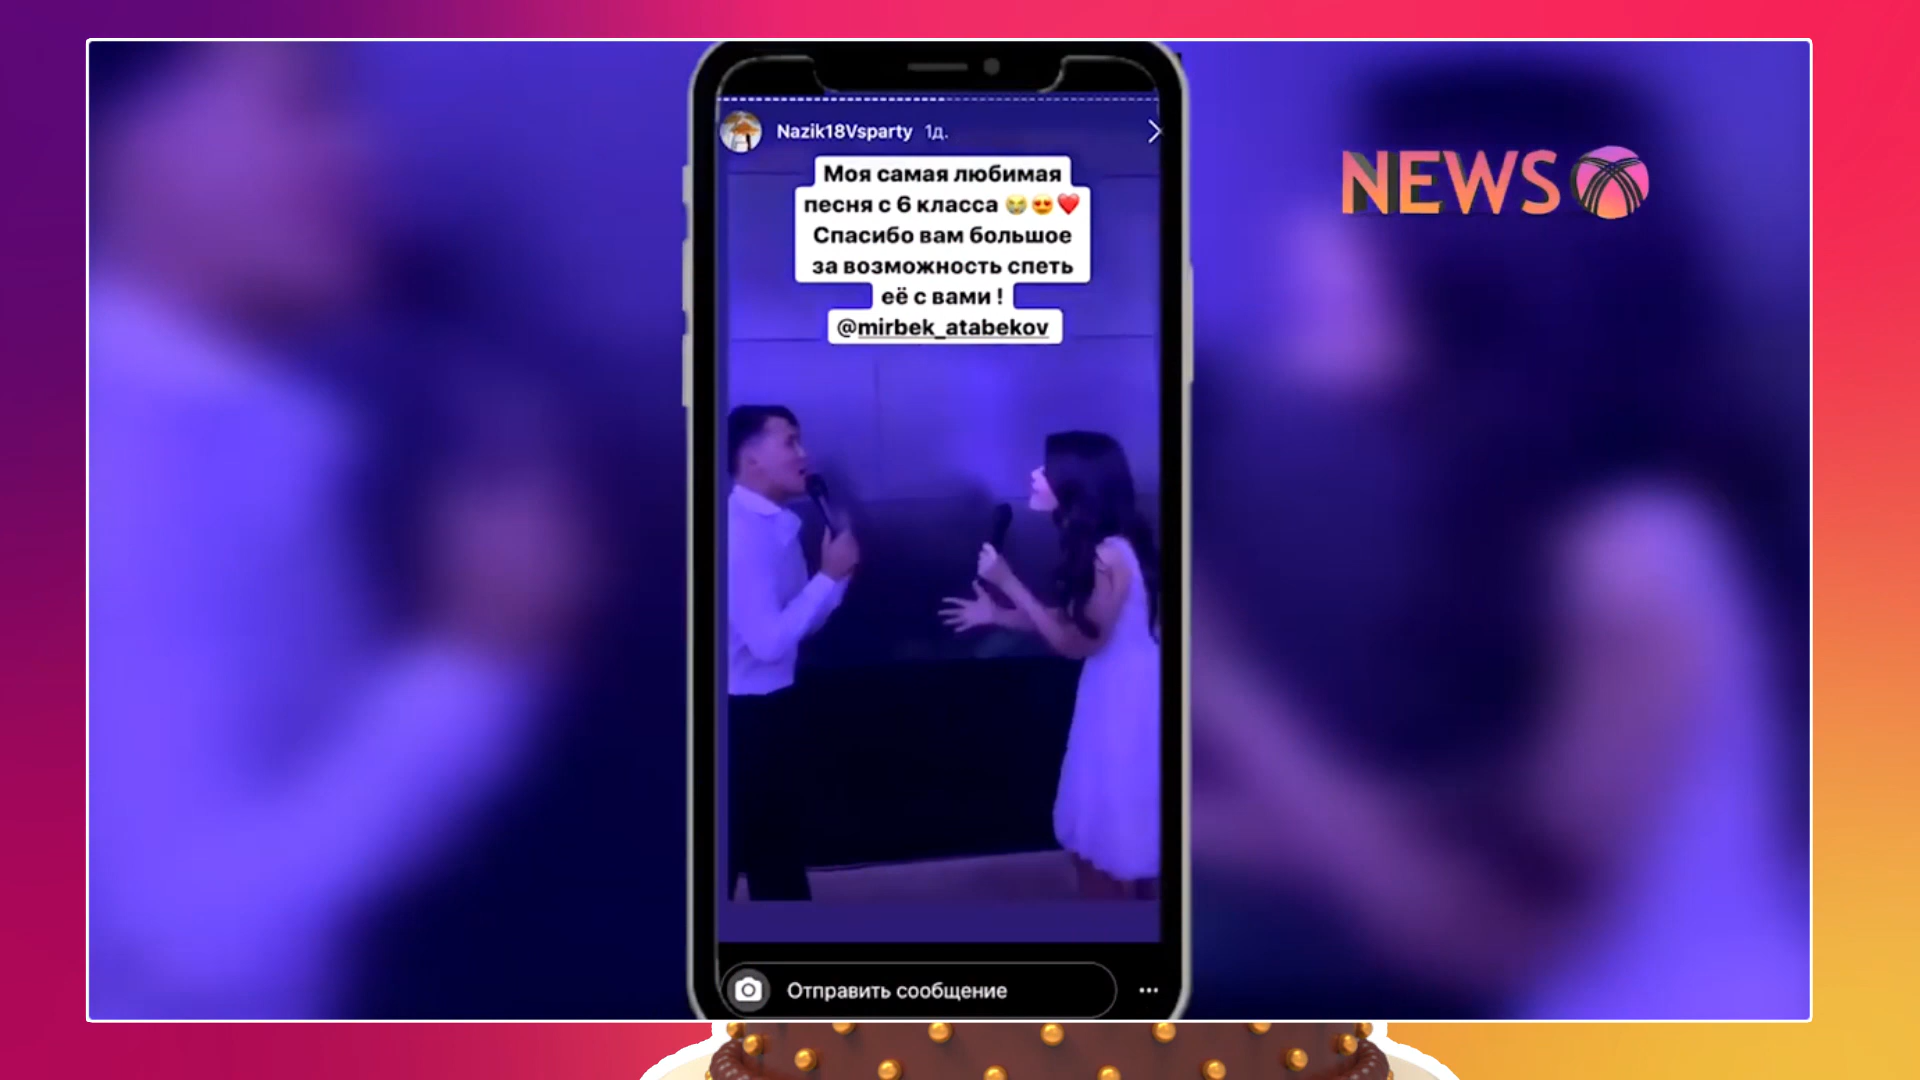 NEWS
Nazik18Vsparty 1д.
Моя самая любимая
песня с 6 класса 😭😍❤️
Спасибо вам большое
за возможность спеть
её с вами !
@mirbek_atabekov
Отправить сообщение